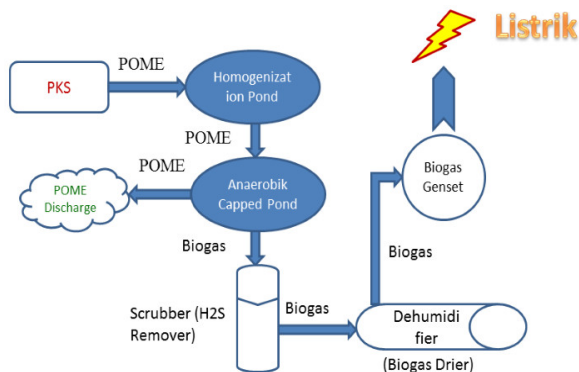 Listrik
POME
PKS
Homogenizat
ion Pond
POME
POME
POME
Discharge
Anaerobik
Capped Pond
Biogas
Genset
Biogas
Biogas
Scrubber (H2S
Remover)
Biogas
Dehumidi
fier
(Biogas Drier)